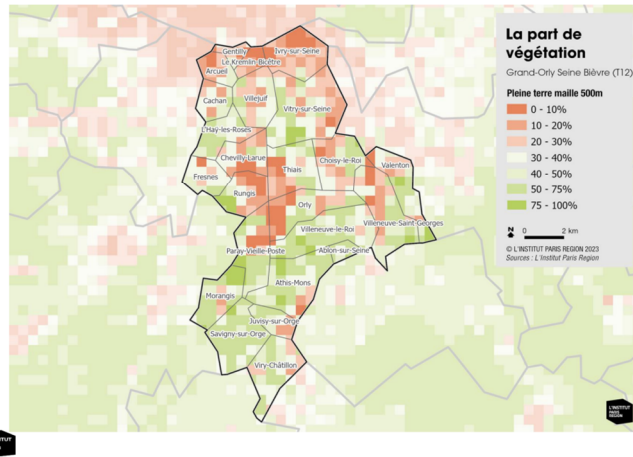 La part de
végétation
Grand-Orly Seine Bièvre (T12)
Pleine terre maille 500m
0 - 10%
10 - 20%
20 - 30%
30 - 40%
40 - 50%
50 - 75%
75 - 100%
N 0 2 km
© L'INSTITUT PARIS REGION 2023
Sources : L'Institut Paris Region
Gentilly
Ivry-sur-Seine
Le Kremlin-Bicêtre
Arcueil
Cachan
Villejuif
Vitry-sur-Seine
L'Haÿ-les-Roses
Chevilly-Larue
Choisy-le-Roi
Valenton
Fresnes
Thiais
Rungis
Orly
Villeneuve-Saint-Georges
Villeneuve-le-Roi
Paray-Vieille-Poste
Ablon-sur-Seine
Athis-Mons
Morangis
Juvisy-sur-Orge
Savigny-sur-Orge
Viry-Châtillon
L'INSTITUT
PARIS
REGION